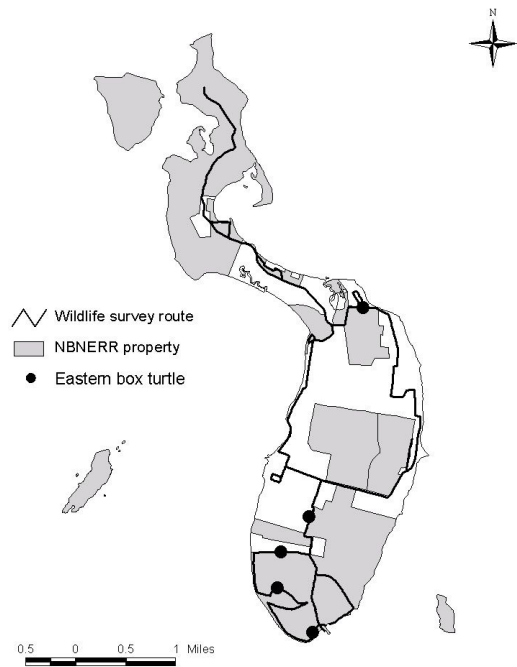 N
Wildlife survey route
NBNERR property
Eastern box turtle
0.5 0 0.5 1 Miles